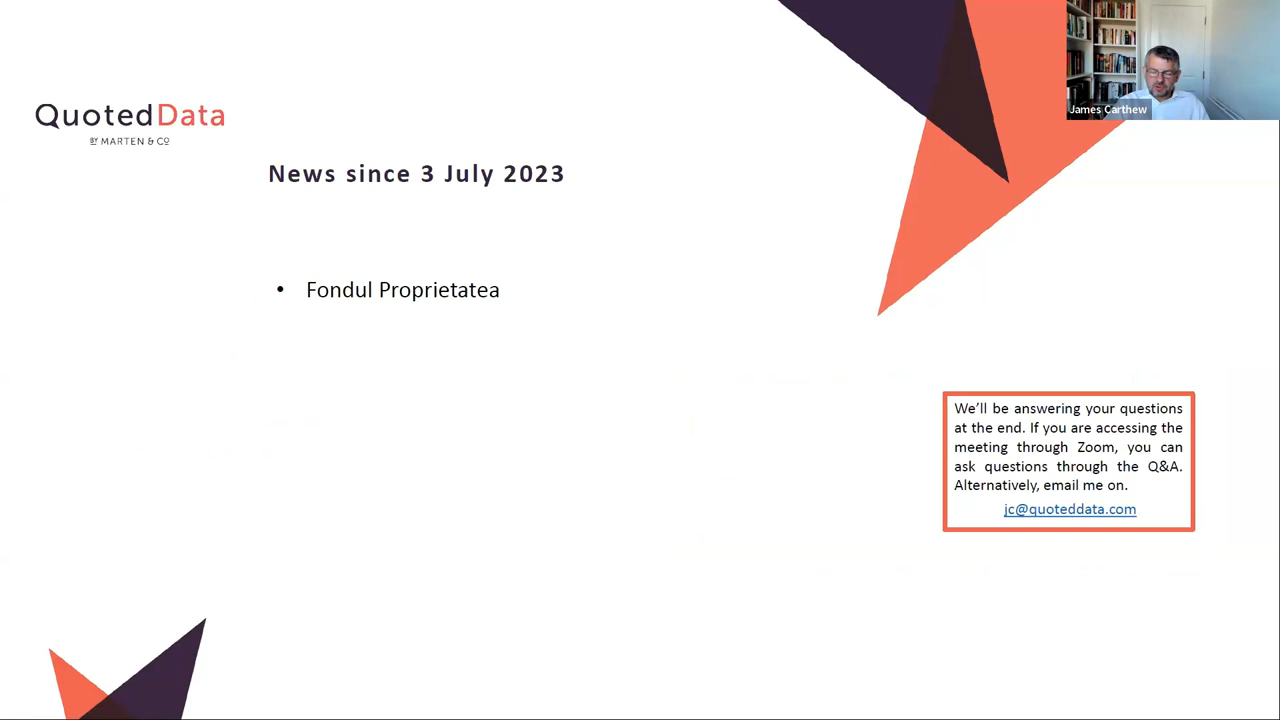 QuotedData
BY MARTEN & CO
James Carthew
News since 3 July 2023
• Fondul Proprietatea
We'll be answering your questions
at the end. If you are accessing the
meeting through Zoom, you can
ask questions through the Q&A.
Alternatively, email me on.
jc@quoteddata.com